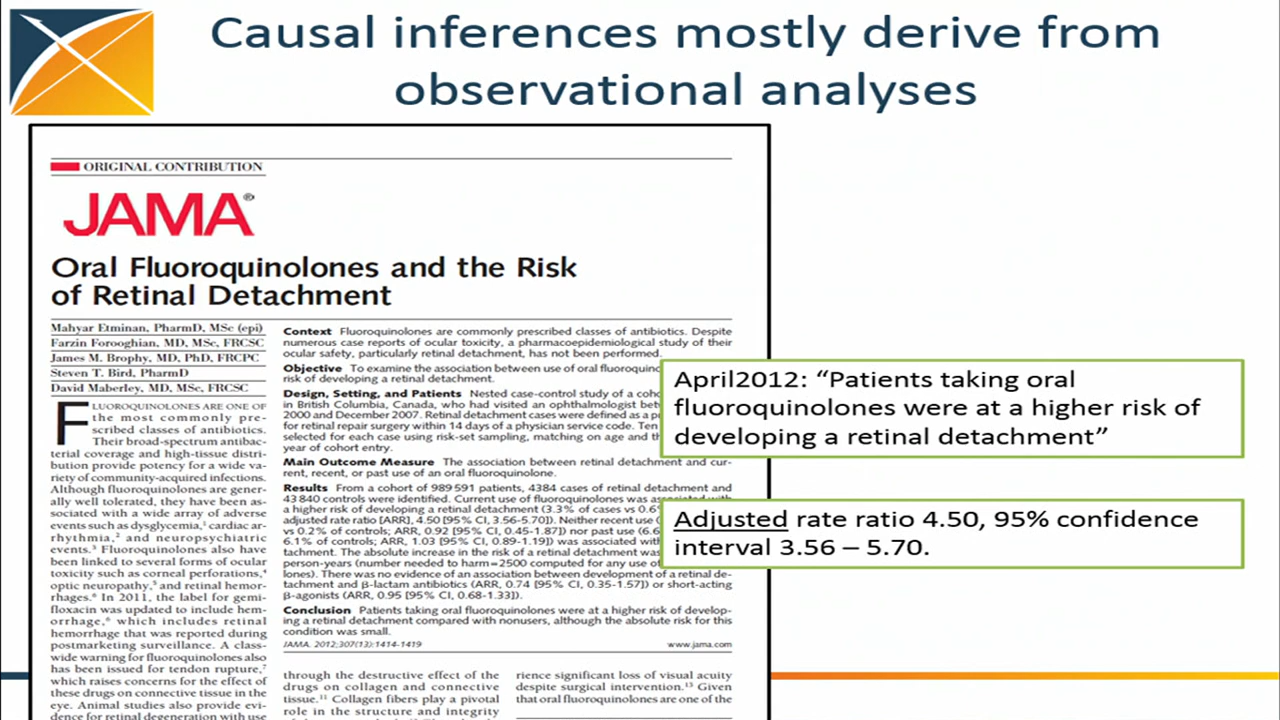 Causal inferences mostly derive from
observational analyses
ORIGINAL CONTRIBUTION
JAMA®
Oral Fluoroquinolones and the Risk
of Retinal Detachment
Mahyar Etminan, PharmD, MSc (epi)
Farzin Forooghian, MD, MSc, FRCSC
James M. Brophy, MD, PhD, FRCPC
Steven T. Bird, PharmD
David Maberley, MD, MSc, FRCSC
FLUOROQUINOLONES ARE ONE OF
the most commonly pre-
scribed classes of antibiotics.
Their broad-spectrum antibac-
terial coverage and high-tissue distri-
bution provide potency for a wide va-
riety of community-acquired infections.
Although fluoroquinolones are gener-
ally well tolerated, they have been as-
sociated with a wide array of adverse
events such as dysglycemia,¹ cardiac ar-
rhythmia,² and neuropsychiatric
events.³ Fluoroquinolones also have
been linked to several forms of ocular
toxicity such as corneal perforations,⁴
optic neuropathy,⁵ and retinal hemor-
rhages.⁶ In 2011, the label for gemi-
floxacin was updated to include hem-
orrhage,⁶ which includes retinal
hemorrhage that was reported during
postmarketing surveillance. A class-
wide warning for fluoroquinolones also
has been issued for tendon rupture,⁷
which raises concerns for the effect of
these drugs on connective tissue in the
eye. Animal studies also provide evi-
dence for retinal degeneration with use
Context Fluoroquinolones are commonly prescribed classes of antibiotics. Despite
numerous case reports of ocular toxicity, a pharmacoepidemiological study of their
ocular safety, particularly retinal detachment, has not been performed.
Objective To examine the association between use of oral fluoroquino
risk of developing a retinal detachment.
Design, Setting, and Patients Nested case-control study of a coho
in British Columbia, Canada, who had visited an ophthalmologist bet
2000 and December 2007. Retinal detachment cases were defined as a p
for retinal repair surgery within 14 days of a physician service code. Ten
selected for each case using risk-set sampling, matching on age and th
year of cohort entry.
Main Outcome Measure The association between retinal detachment and cur-
rent, recent, or past use of an oral fluoroquinolone.
Results From a cohort of 989 591 patients, 4384 cases of retinal detachment and
43 840 controls were identified. Current use of fluoroquinolones was associated with
a higher risk of developing a retinal detachment (3.3% of cases vs 0.6
adjusted rate ratio [ARR], 4.50 [95% CI, 3.56-5.70]). Neither recent use (
vs 0.2% of controls; ARR, 0.92 [95% CI, 0.45-1.87]) nor past use (6.6
6.1% of controls; ARR, 1.03 [95% CI, 0.89-1.19]) was associated with
tachment. The absolute increase in the risk of a retinal detachment was
person-years (number needed to harm=2500 computed for any use of
lones). There was no evidence of an association between development of a retinal de-
tachment and β-lactam antibiotics (ARR, 0.74 [95% CI, 0.35-1.57]) or short-acting
β-agonists (ARR, 0.95 [95% CI, 0.68-1.33]).
Conclusion Patients taking oral fluoroquinolones were at a higher risk of develop-
ing a retinal detachment compared with nonusers, although the absolute risk for this
condition was small.
JAMA. 2012;307(13):1414-1419
www.jama.com
through the destructive effect of the
drugs on collagen and connective
tissue.¹¹ Collagen fibers play a pivotal
role in the structure and integrity
rience significant loss of visual acuity
despite surgical intervention.¹⁵ Given
that oral fluoroquinolones are one of the
April2012: “Patients taking oral
fluoroquinolones were at a higher risk of
developing a retinal detachment”
Adjusted rate ratio 4.50, 95% confidence
interval 3.56 – 5.70.